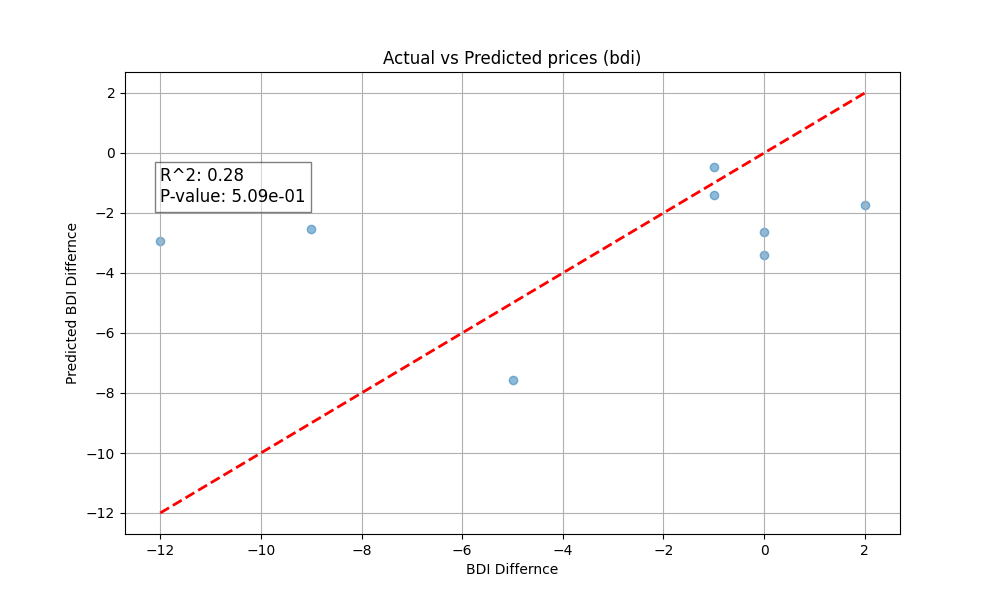 Actual vs Predicted prices (bdi)
2
0
−2
−4
−6
−8
−10
−12
Predicted BDI Differnce
R^2: 0.28
P-value: 5.09e-01
−12 −10 −8 −6 −4 −2 0 2
BDI Differnce